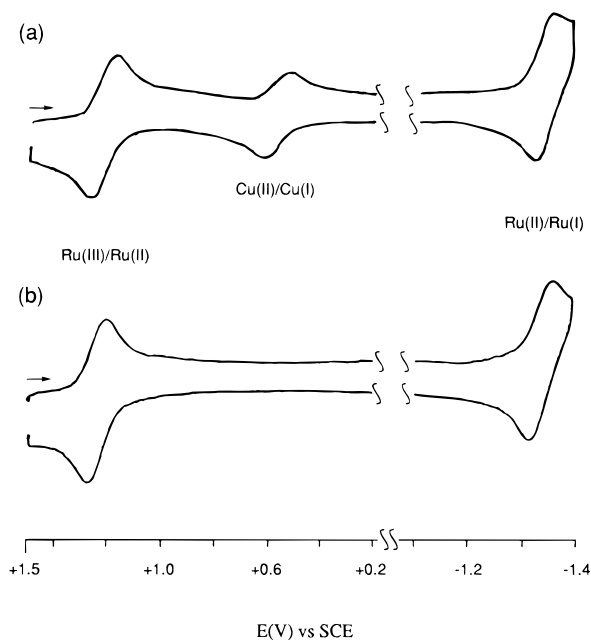 (a)
Cu(II)/Cu(I)
Ru(II)/Ru(I)
Ru(III)/Ru(II)
(b)
+1.5 +1.0 +0.6 +0.2 -1.2 -1.4
E(V) vs SCE